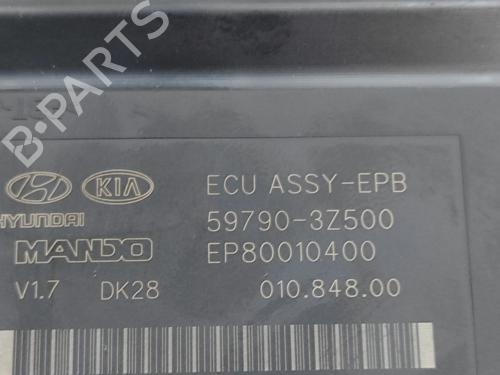 B-PARTS
KIA ECU ASSY-EPB
HYUNDAI 59790-3Z500
MANDO EP80010400
V1.7 DK28 010.848.00